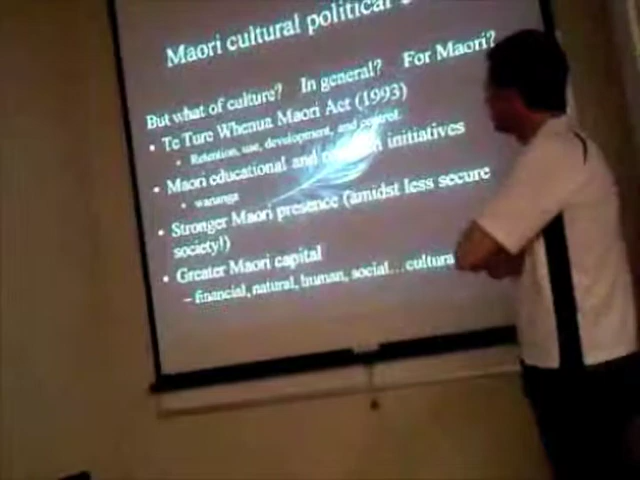 Maori cultural political
But what of culture? In general? For Maori?
• Te Ture Whenua Maori Act (1993)
• Retention, use, development, and control
• Maori educational and initiatives
• wananga
• Stronger Maori presence (amidst less secure
society!)
• Greater Maori capital
– financial, natural, human, social…cultura